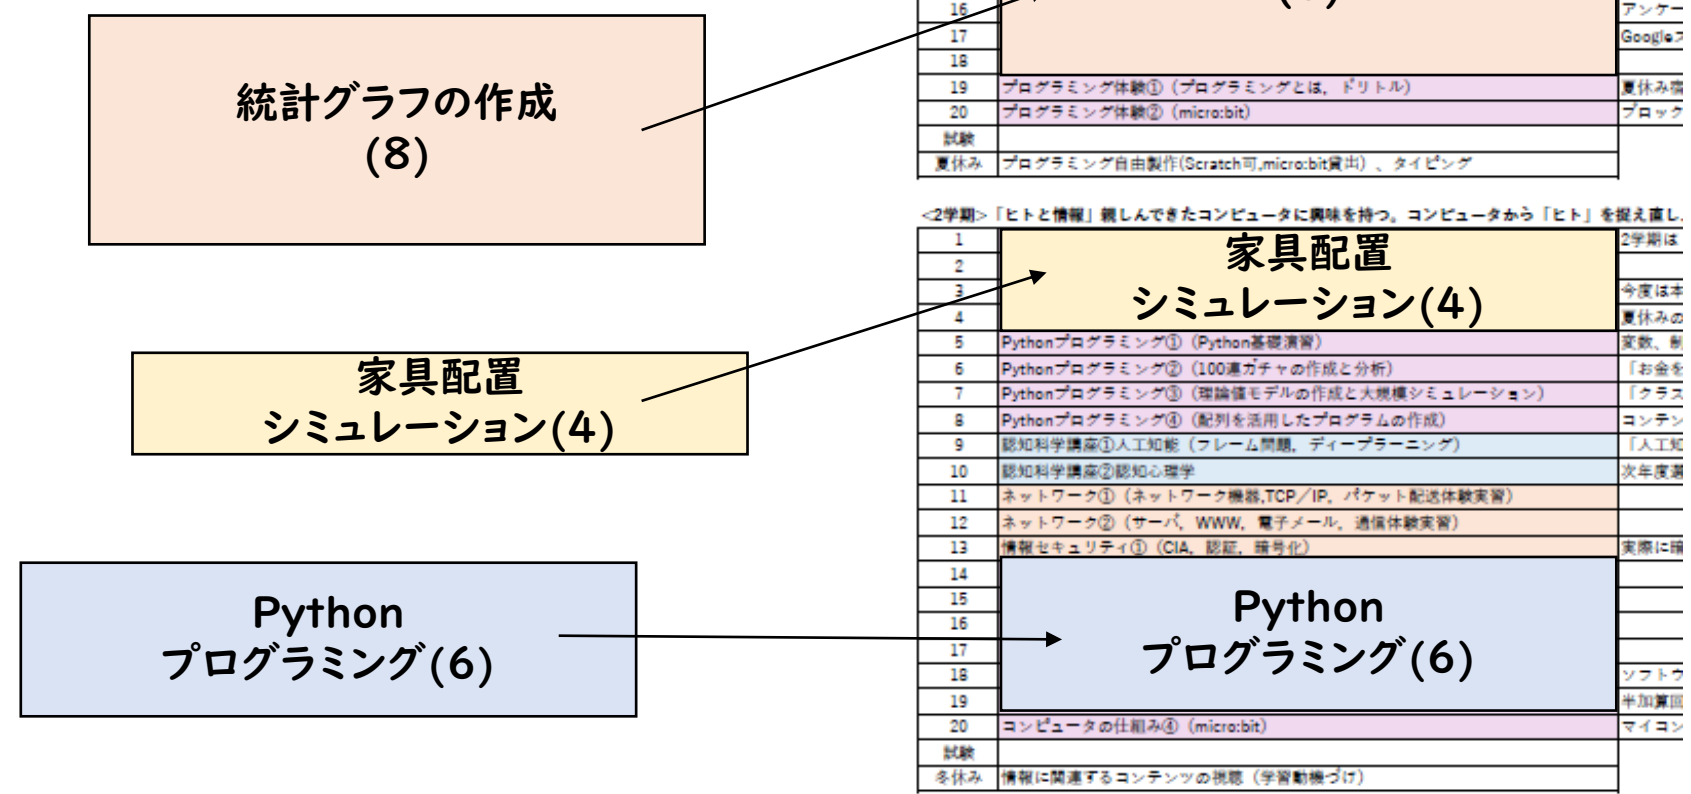 統計グラフの作成
(8)
家具配置
シミュレーション(4)
Python
プログラミング(6)
16
アンケー
17
Googleス
18
19 プログラミング体験①（プログラミングとは，ドリトル） 夏休み宿
20 プログラミング体験②（micro:bit） ブロック
試験
夏休み プログラミング自由製作(Scratch可,micro:bit貸出）、タイピング
<2学期>「ヒトと情報」親しんできたコンピュータに興味を持つ。コンピュータから「ヒト」を捉え直し、
1 2学期は
2
家具配置
シミュレーション(4)
3 今度は本
4 夏休みの
5 Pythonプログラミング①（Python基礎演習） 変数、制
6 Pythonプログラミング②（100連ガチャの作成と分析） 「お金を
7 Pythonプログラミング③（理論値モデルの作成と大規模シミュレーション） 「クラス
8 Pythonプログラミング④（配列を活用したプログラムの作成） コンテン
9 認知科学講座①人工知能（フレーム問題，ディープラーニング） 「人工知
10 認知科学講座②認知心理学 次年度選
11 ネットワーク①（ネットワーク機器,TCP／IP，パケット配送体験実習）
12 ネットワーク②（サーバ，WWW，電子メール，通信体験実習）
13 情報セキュリティ①（CIA，認証，暗号化） 実際に暗
14
15
16
17
Python
プログラミング(6)
18 ソフトウ
19 半加算回
20 コンピュータの仕組み④（micro:bit） マイコン
試験
冬休み 情報に関連するコンテンツの視聴（学習動機づけ）